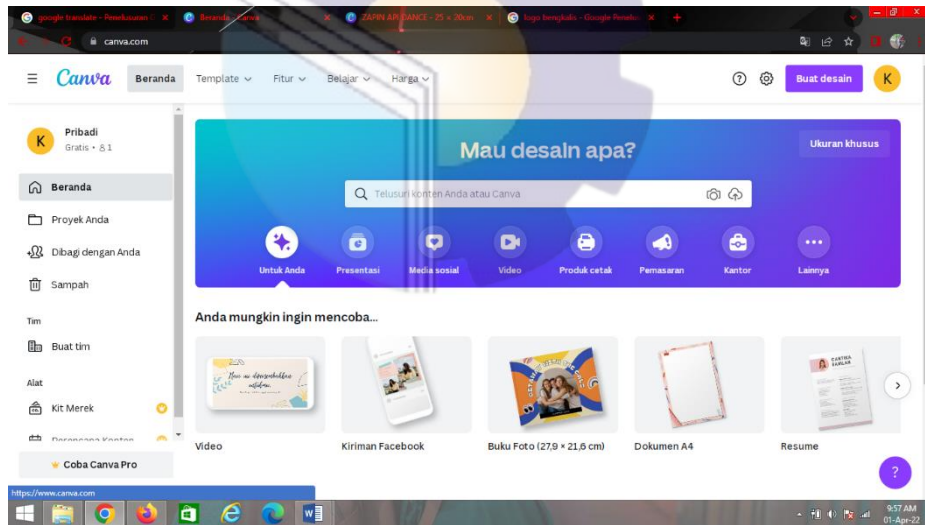 google translate - Penelusuran G
Beranda - Canva
ZAPIN API DANCE - 25 × 20cm
logo bengkalis - Google Penelus
canva.com
Canva
Beranda
Template
Fitur
Belajar
Harga
Buat desain
K
K
Pribadi
Gratis • 1
Beranda
Proyek Anda
Dibagi dengan Anda
Sampah
Tim
Buat tim
Alat
Kit Merek
Perencana Konten
Coba Canva Pro
Mau desain apa?
Ukuran khusus
Telusuri konten Anda atau Canva
Untuk Anda
Presentasi
Media sosial
Video
Produk cetak
Pemasaran
Kantor
Lainnya
Anda mungkin ingin mencoba...
Video
Kiriman Facebook
Buku Foto (27,9 × 21,6 cm)
Dokumen A4
Resume
?
https://www.canva.com
9:57 AM
01-Apr-22